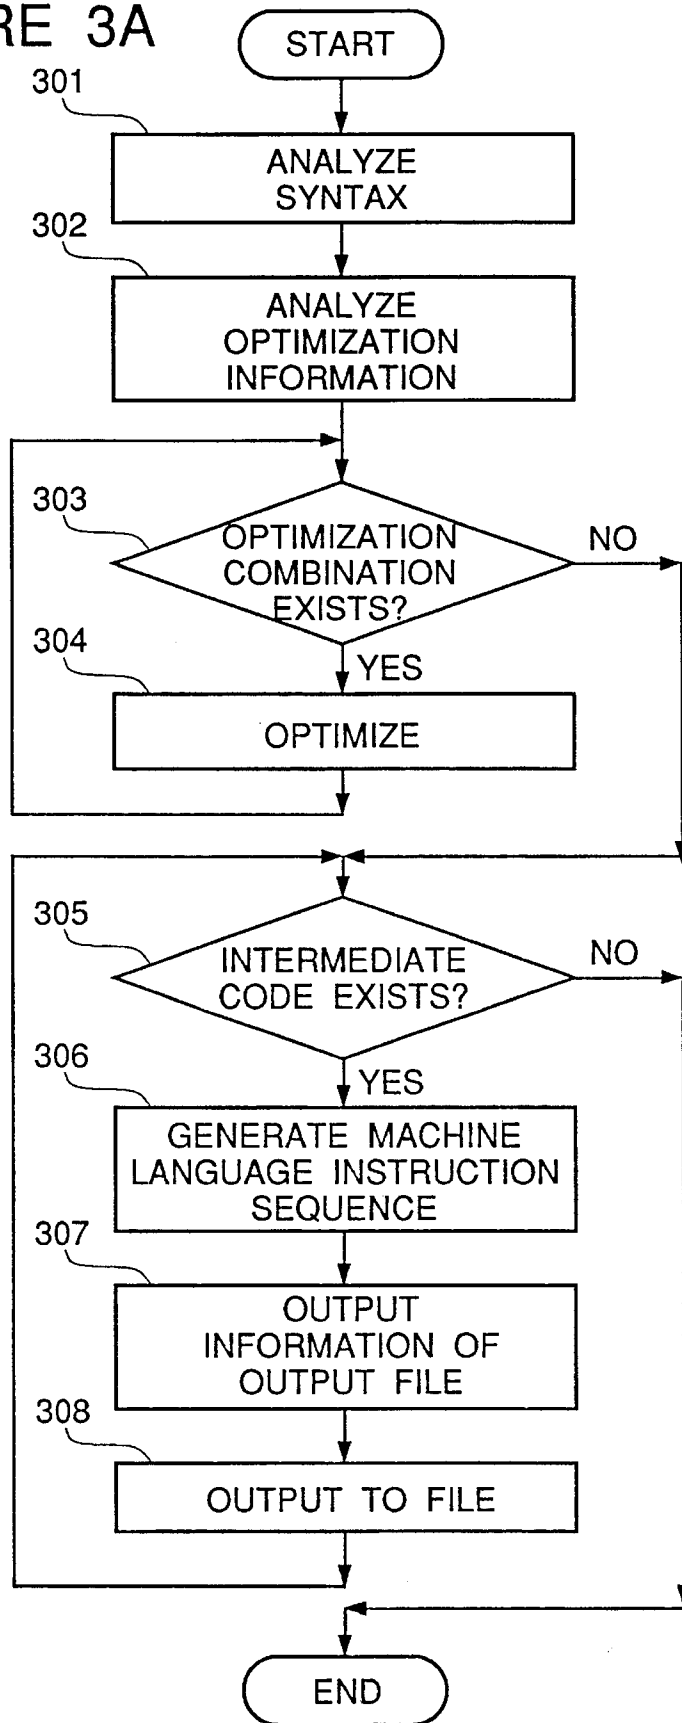 RE 3A
START
301
ANALYZE
SYNTAX
302
ANALYZE
OPTIMIZATION
INFORMATION
303
OPTIMIZATION
COMBINATION
EXISTS?
NO
304
YES
OPTIMIZE
305
INTERMEDIATE
CODE EXISTS?
NO
306
YES
GENERATE MACHINE
LANGUAGE INSTRUCTION
SEQUENCE
307
OUTPUT
INFORMATION OF
OUTPUT FILE
308
OUTPUT TO FILE
END